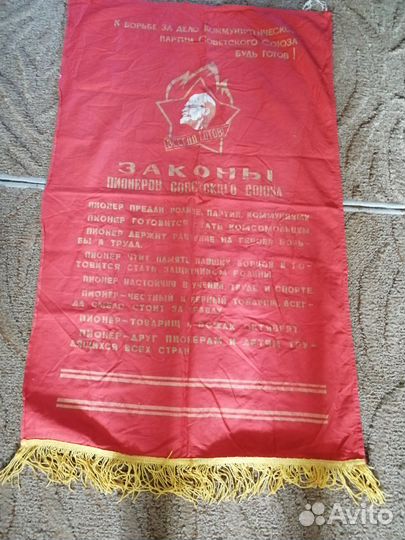 К БОРЬБЕ ЗА ДЕЛО КОММУНИСТИЧЕСКОЙ
ПАРТИИ СОВЕТСКОГО СОЮЗА
БУДЬ ГОТОВ!
ВСЕГДА ГОТОВ!
ЗАКОНЫ
ПИОНЕРОВ СОВЕТСКОГО СОЮЗА
ПИОНЕР ПРЕДАН РОДИНЕ, ПАРТИИ, КОММУНИЗМУ
ПИОНЕР ГОТОВИТСЯ СТАТЬ КОМСОМОЛЬЦЕМ
ПИОНЕР ДЕРЖИТ РАВНЕНИЕ НА ГЕРОЕВ БОРЬ-
БЫ И ТРУДА.
ПИОНЕР ЧТИТ ПАМЯТЬ ПАВШИХ БОРЦОВ И ГО-
ТОВИТСЯ СТАТЬ ЗАЩИТНИКОМ РОДИНЫ
ПИОНЕР НАСТОЙЧИВ В УЧЕНИИ, ТРУДЕ И СПОРТЕ
ПИОНЕР-ЧЕСТНЫЙ И ВЕРНЫЙ ТОВАРИЩ, ВСЕГ-
ДА СМЕЛО СТОИТ ЗА ПРАВДУ
ПИОНЕР-ТОВАРИЩ И ВОЖАК ОКТЯБРЯТ
ПИОНЕР-ДРУГ ПИОНЕРАМ И ДЕТЯМ ТРУ-
ДЯЩИХСЯ ВСЕХ СТРАН
Avito